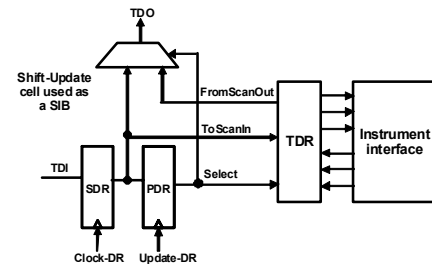 TDO
Shift-Update
cell used as
a SIB
FromScanOut
ToScanIn
TDR
Instrument
interface
TDI
SDR
PDR
Select
Clock-DR
Update-DR